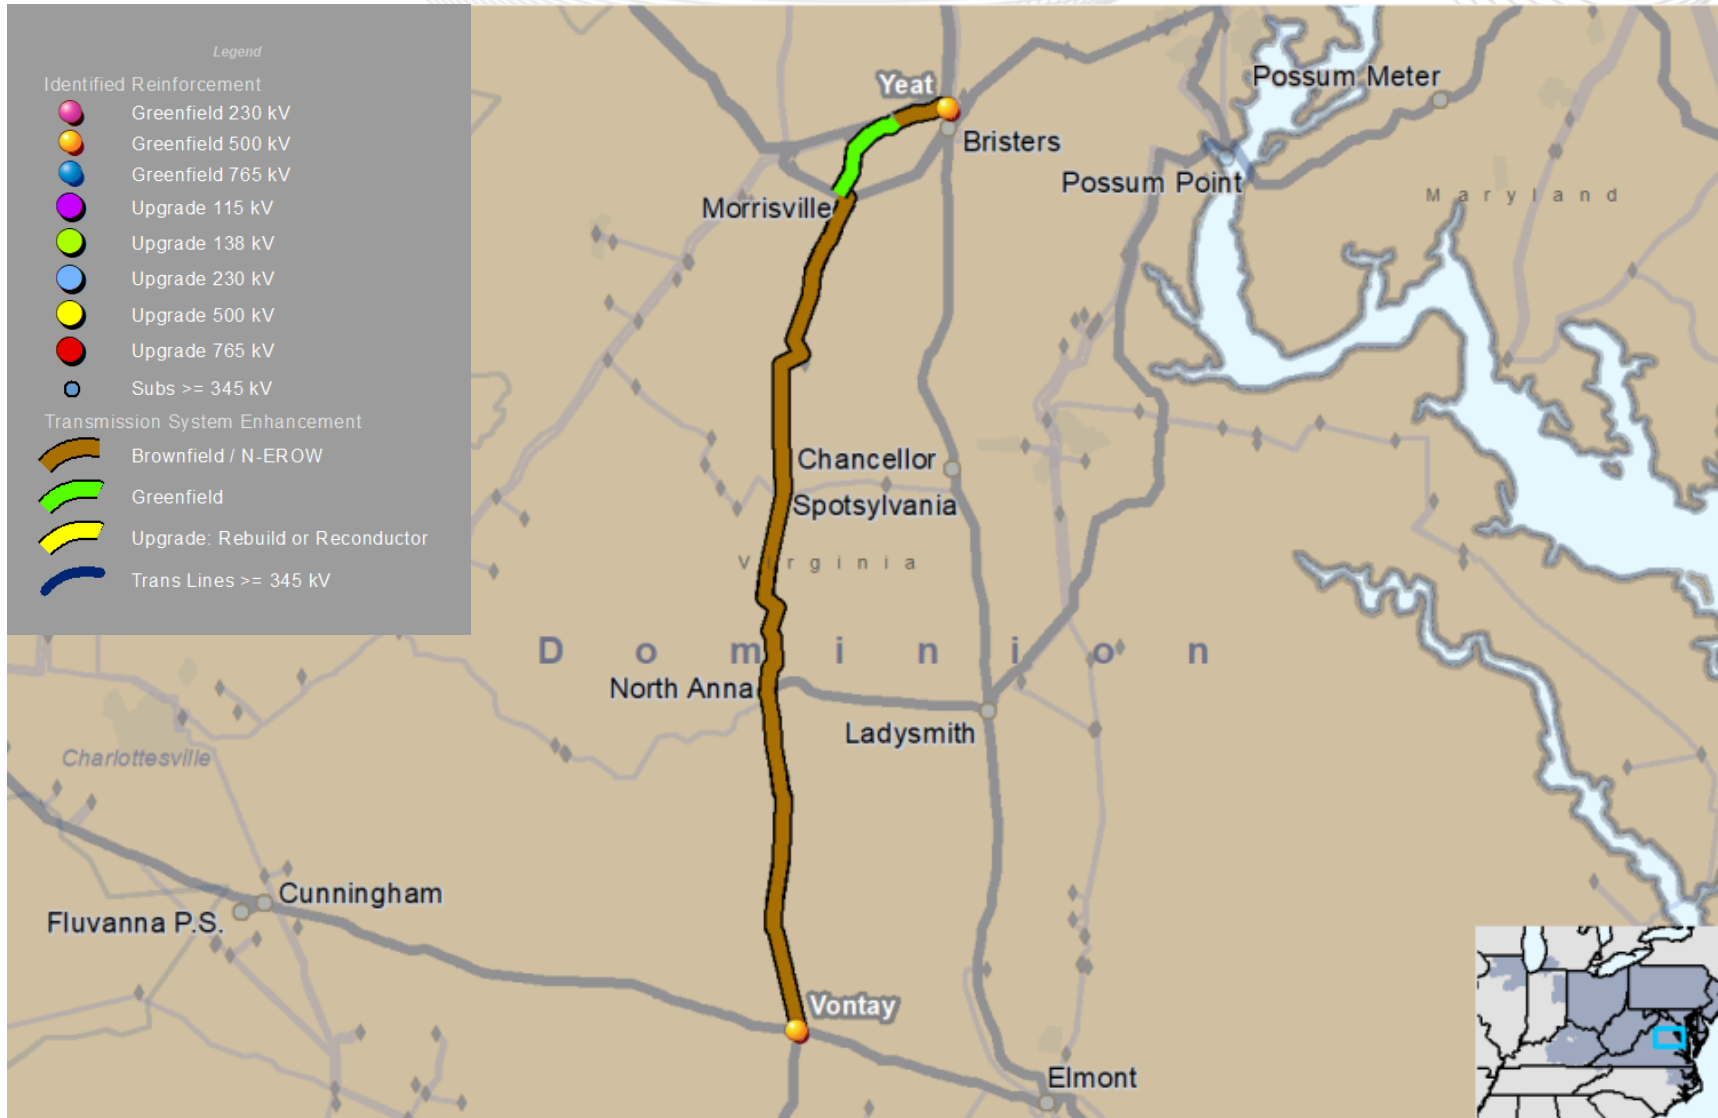 Legend
Identified Reinforcement
Greenfield 230 kV
Greenfield 500 kV
Greenfield 765 kV
Upgrade 115 kV
Upgrade 138 kV
Upgrade 230 kV
Upgrade 500 kV
Upgrade 765 kV
Subs >= 345 kV
Transmission System Enhancement
Brownfield / N-EROW
Greenfield
Upgrade: Rebuild or Reconductor
Trans Lines >= 345 kV
Yeat
Possum Meter
Bristers
Possum Point
Maryland
Morrisville
Chancellor
Spotsylvania
Virginia
Dominion
North Anna
Ladysmith
Charlottesville
Cunningham
Fluvanna P.S.
Vontay
Elmont